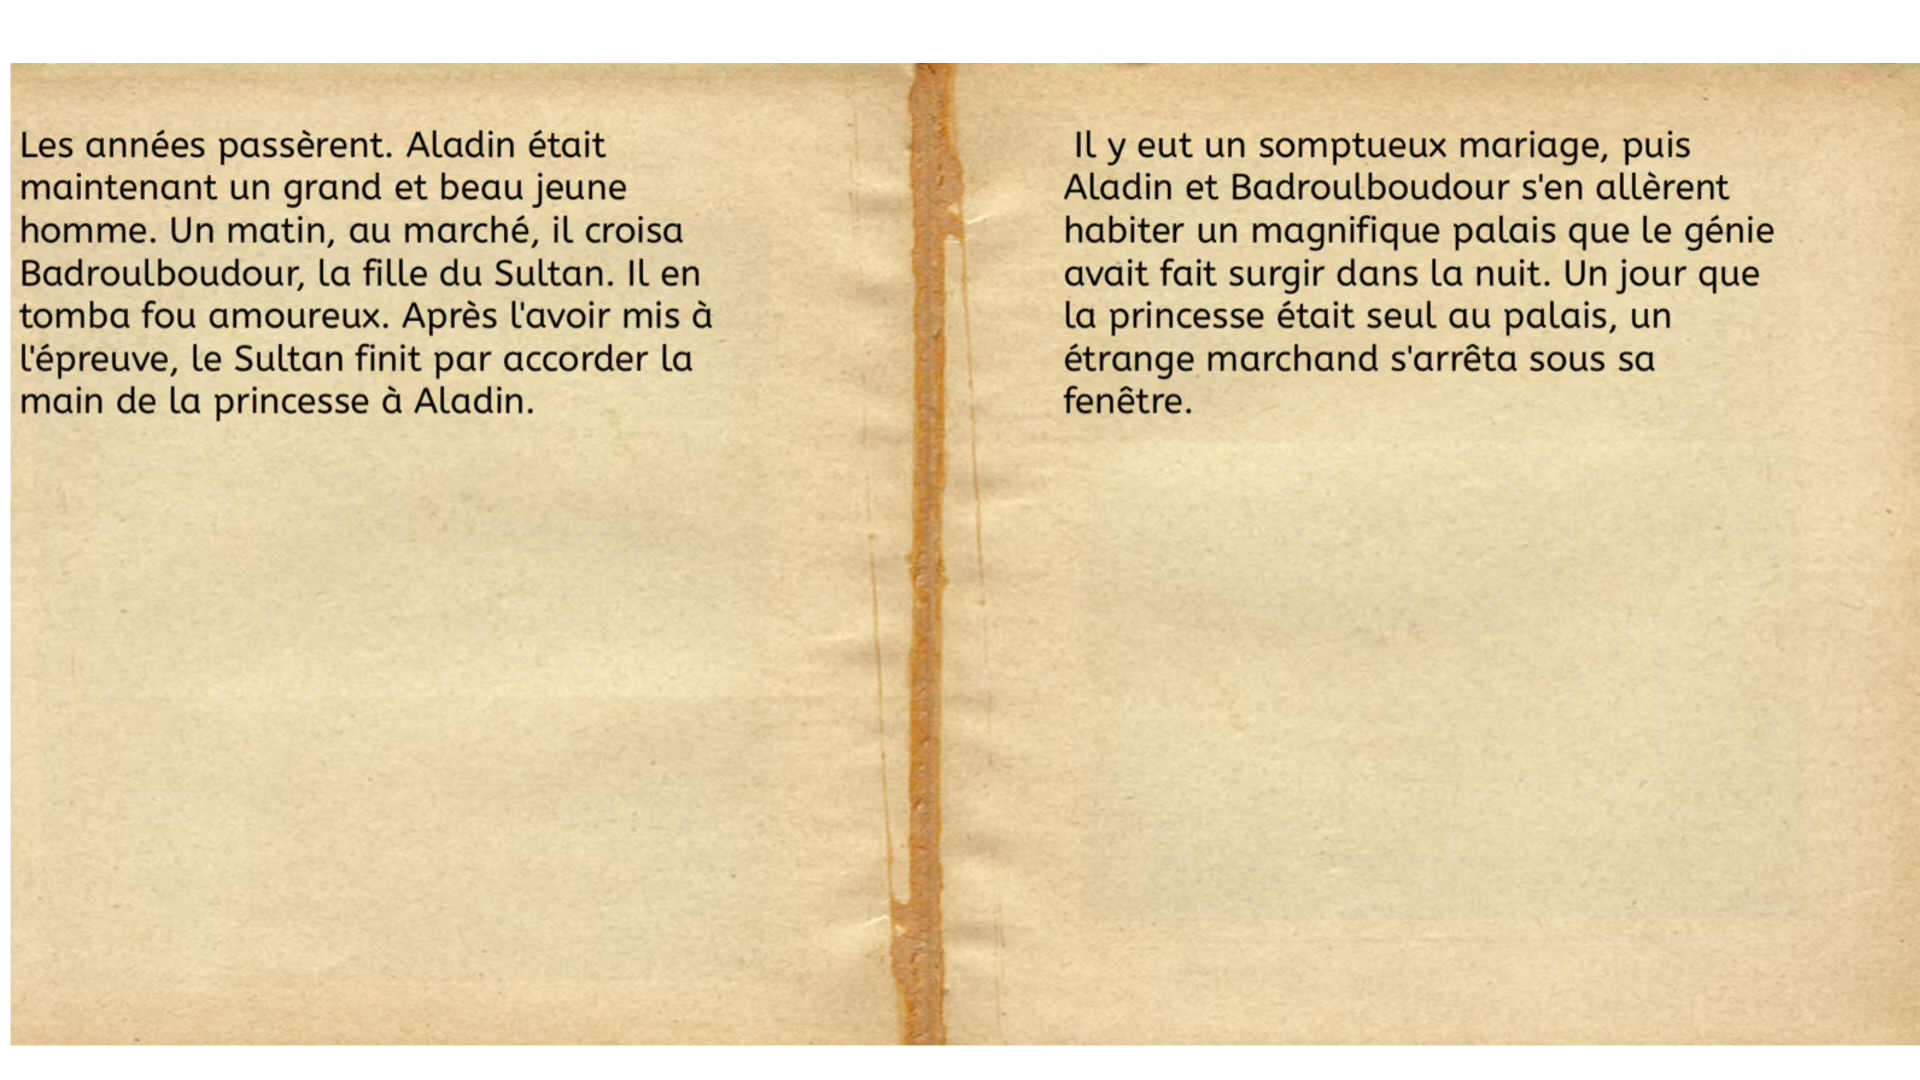 Les années passèrent. Aladin était
maintenant un grand et beau jeune
homme. Un matin, au marché, il croisa
Badroulboudour, la fille du Sultan. Il en
tomba fou amoureux. Après l'avoir mis à
l'épreuve, le Sultan finit par accorder la
main de la princesse à Aladin.
Il y eut un somptueux mariage, puis
Aladin et Badroulboudour s'en allèrent
habiter un magnifique palais que le génie
avait fait surgir dans la nuit. Un jour que
la princesse était seul au palais, un
étrange marchand s'arrêta sous sa
fenêtre.